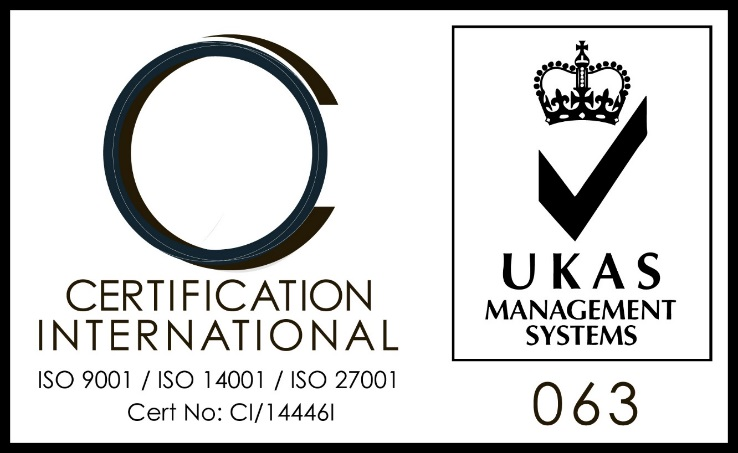 CERTIFICATION
INTERNATIONAL
ISO 9001 / ISO 14001 / ISO 27001
Cert No: CI/14446I
UKAS
MANAGEMENT
SYSTEMS
063